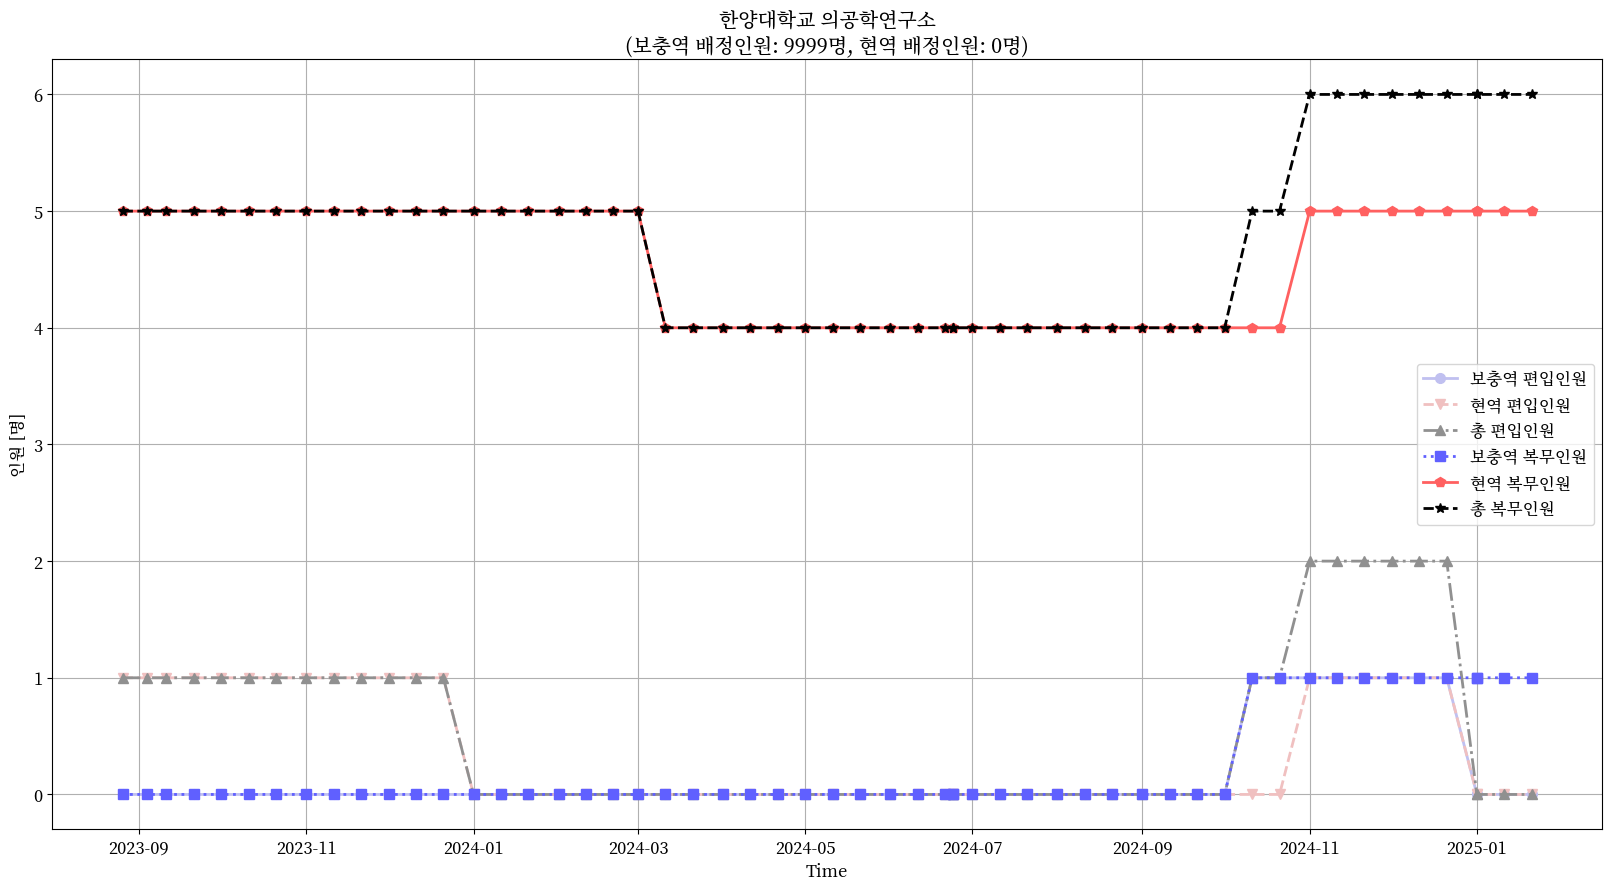 한양대학교 의공학연구소
(보충역 배정인원: 9999명, 현역 배정인원: 0명)
6
5
4
3
2
1
0
인원 [명]
보충역 편입인원
현역 편입인원
총 편입인원
보충역 복무인원
현역 복무인원
총 복무인원
2023-09 2023-11 2024-01 2024-03 2024-05 2024-07 2024-09 2024-11 2025-01
Time